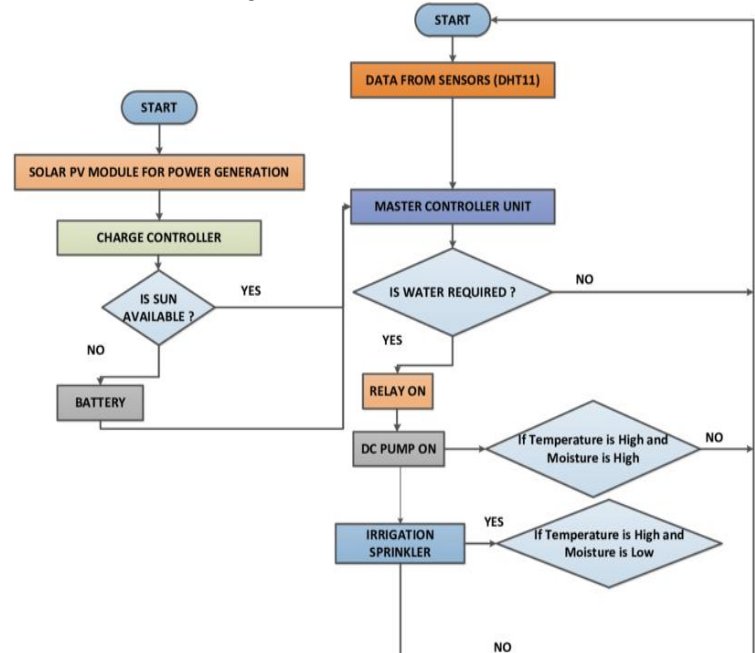 START
DATA FROM SENSORS (DHT11)
START
SOLAR PV MODULE FOR POWER GENERATION
MASTER CONTROLLER UNIT
CHARGE CONTROLLER
IS SUN
AVAILABLE ?
YES
NO
BATTERY
IS WATER REQUIRED ?
NO
YES
RELAY ON
DC PUMP ON
If Temperature is High and
Moisture is High
NO
IRRIGATION
SPRINKLER
YES
If Temperature is High and
Moisture is Low
NO